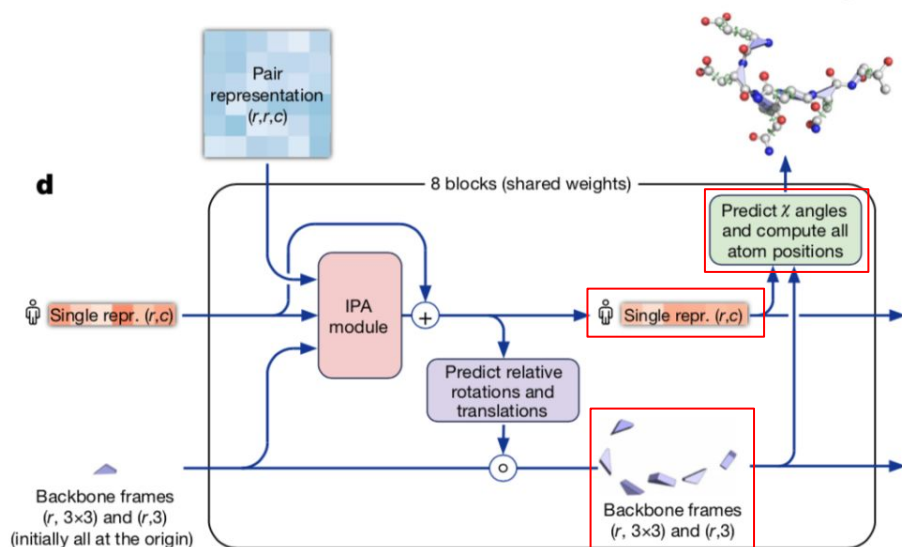 Pair
representation
(r,r,c)
d
8 blocks (shared weights)
Predict χ angles
and compute all
atom positions
Single repr. (r,c)
IPA
module
+
Single repr. (r,c)
Predict relative
rotations and
translations
Backbone frames
(r, 3×3) and (r,3)
(initially all at the origin)
Backbone frames
(r, 3×3) and (r,3)